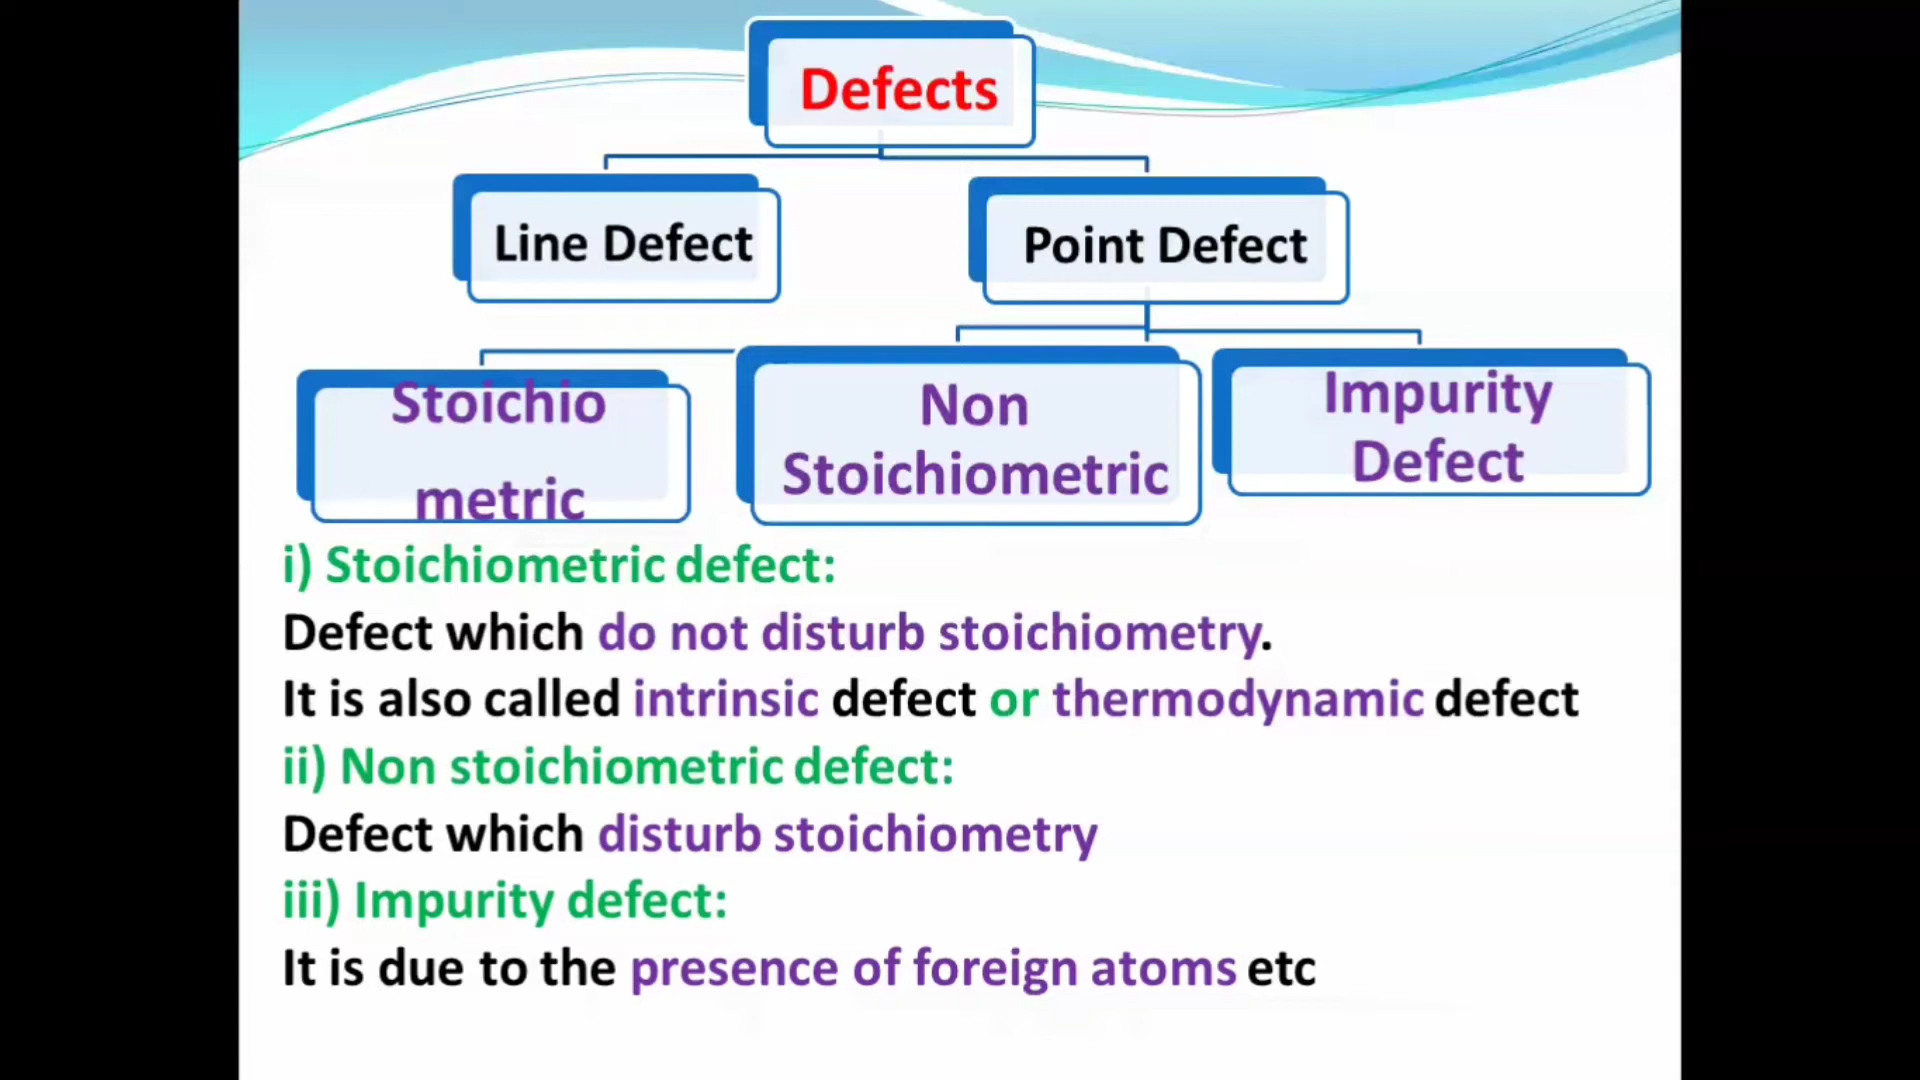 Defects
Line Defect
Point Defect
Stoichio
metric
Non
Stoichiometric
Impurity
Defect
i) Stoichiometric defect:
Defect which do not disturb stoichiometry.
It is also called intrinsic defect or thermodynamic defect
ii) Non stoichiometric defect:
Defect which disturb stoichiometry
iii) Impurity defect:
It is due to the presence of foreign atoms etc